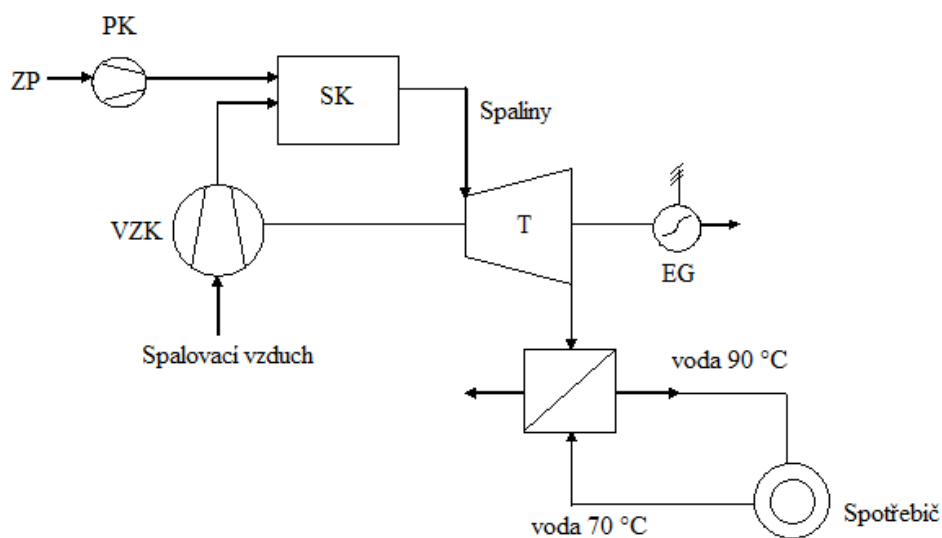 PK
ZP
SK
Spaliny
VZK
T
EG
Spalovací vzduch
voda 90 °C
voda 70 °C
Spotřebič